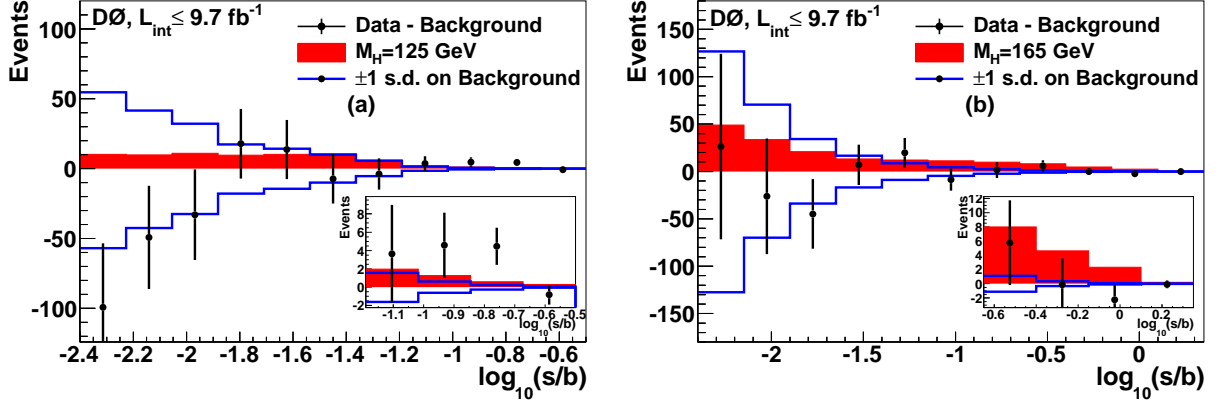 DØ, L_int ≤ 9.7 fb⁻¹
Data - Background
M_H=125 GeV
±1 s.d. on Background
(a)
Events
100
50
0
-50
-100
-2.4 -2.2 -2 -1.8 -1.6 -1.4 -1.2 -1 -0.8 -0.6
log₁₀(s/b)
Events
8
6
4
2
0
-2
-1.1 -1 -0.9 -0.8 -0.7 -0.6 -0.5
log₁₀(s/b)
DØ, L_int ≤ 9.7 fb⁻¹
Data - Background
M_H=165 GeV
±1 s.d. on Background
(b)
Events
150
100
50
0
-50
-100
-150
-2 -1.5 -1 -0.5 0
log₁₀(s/b)
Events
12
10
8
6
4
2
0
-2
-0.6 -0.4 -0.2 0 0.2
log₁₀(s/b)